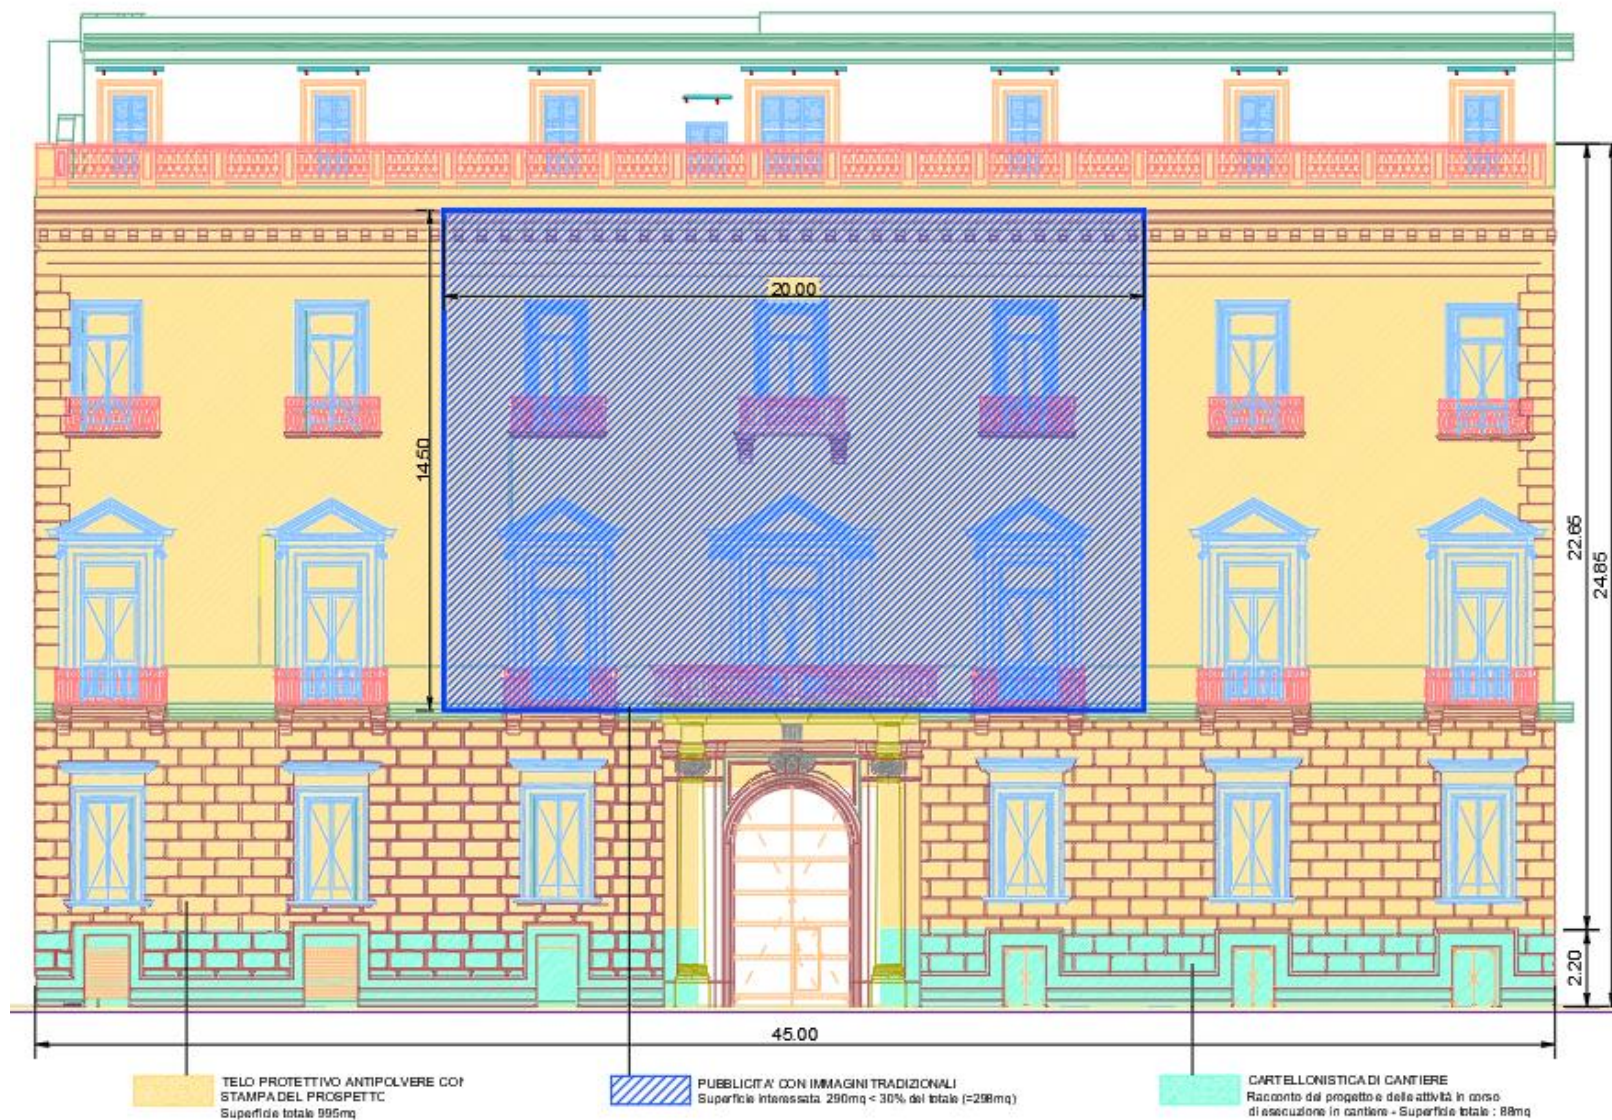 20.00
14.50
22.65
24.85
2.20
45.00
TELO PROTETTIVO ANTIPOLVERE CON
STAMPA DEL PROSPETTO
Superficie totale 995mq
PUBBLICITA' CON IMMAGINI TRADIZIONALI
Superficie interessata 290mq < 30% del totale (=298mq)
CARTELLONISTICA DI CANTIERE
Racconto del progetto e delle attività in corso
di esecuzione in cantiere - Superficie totale : 88mq